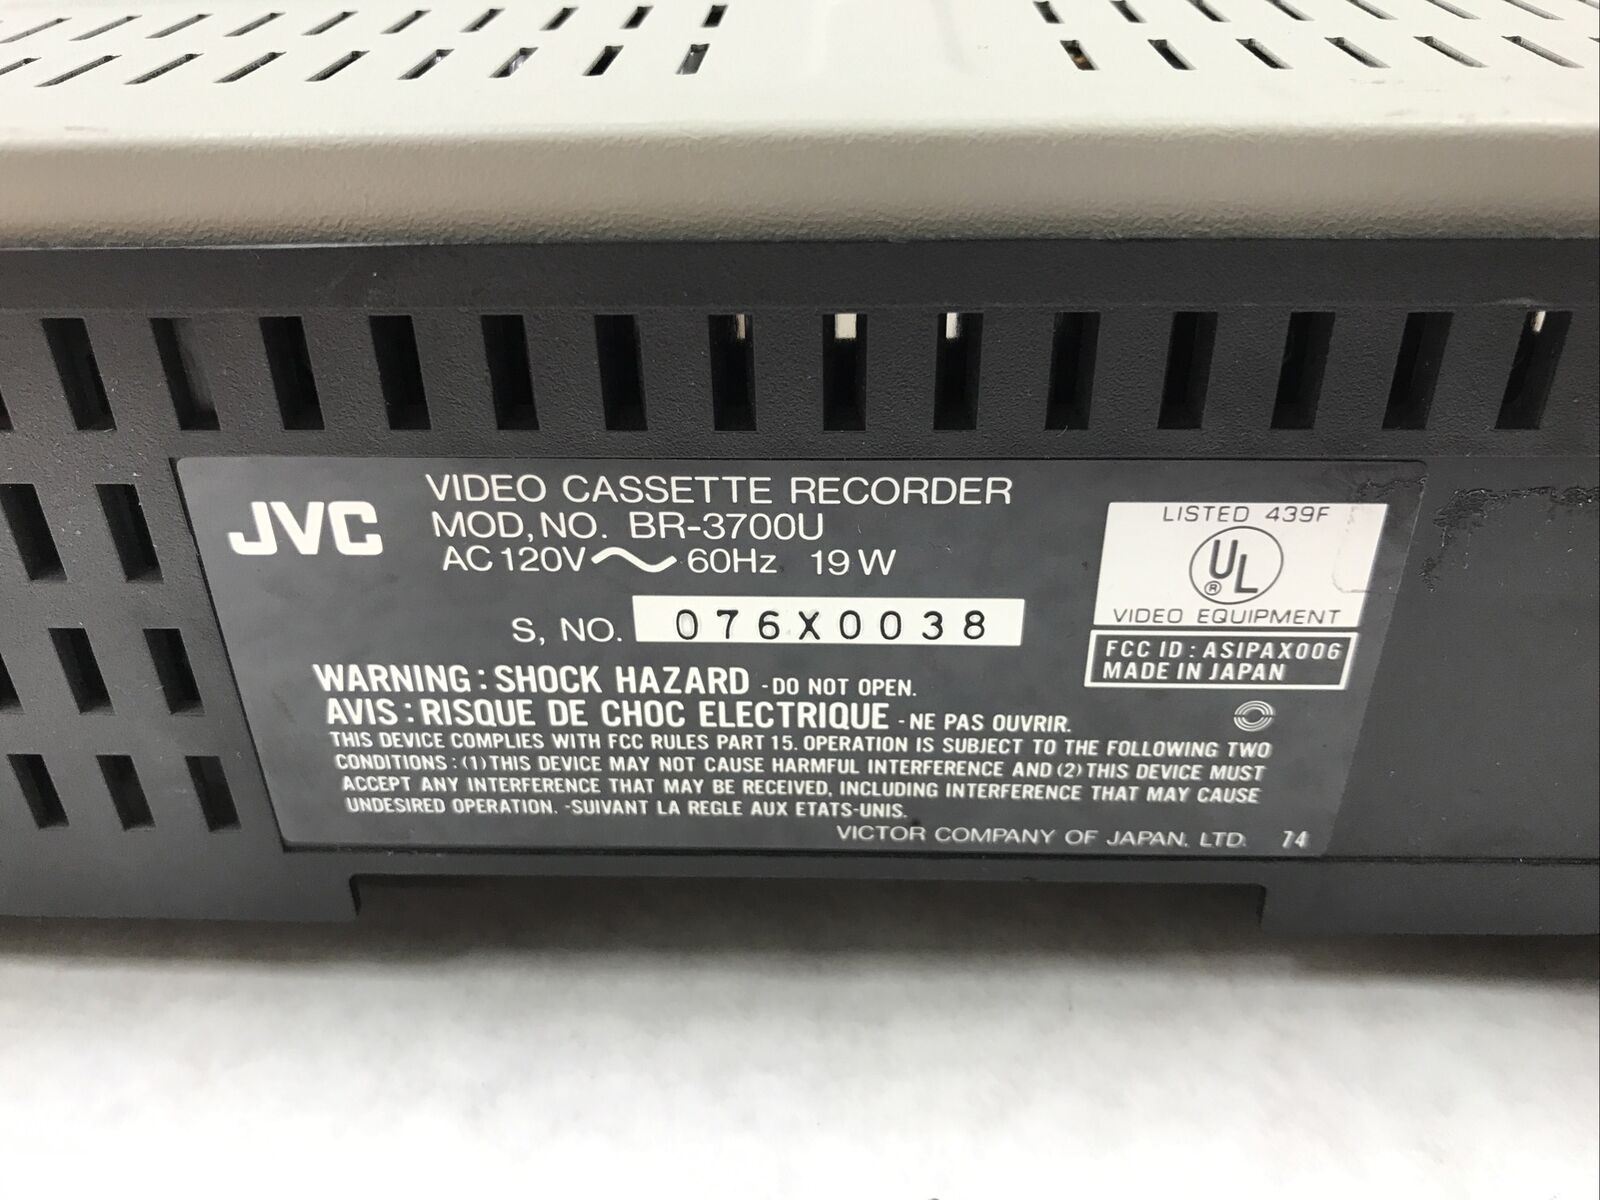 JVC
VIDEO CASSETTE RECORDER
MOD, NO. BR-3700U
AC 120V 60Hz 19 W
S, NO. 076X0038
LISTED 439F
UL
®
VIDEO EQUIPMENT
FCC ID : ASIPAX006
MADE IN JAPAN
WARNING : SHOCK HAZARD - DO NOT OPEN.
AVIS : RISQUE DE CHOC ELECTRIQUE - NE PAS OUVRIR.
THIS DEVICE COMPLIES WITH FCC RULES PART 15. OPERATION IS SUBJECT TO THE FOLLOWING TWO
CONDITIONS : (1) THIS DEVICE MAY NOT CAUSE HARMFUL INTERFERENCE AND (2) THIS DEVICE MUST
ACCEPT ANY INTERFERENCE THAT MAY BE RECEIVED, INCLUDING INTERFERENCE THAT MAY CAUSE
UNDESIRED OPERATION. -SUIVANT LA REGLE AUX ETATS-UNIS.
VICTOR COMPANY OF JAPAN, LTD. 74